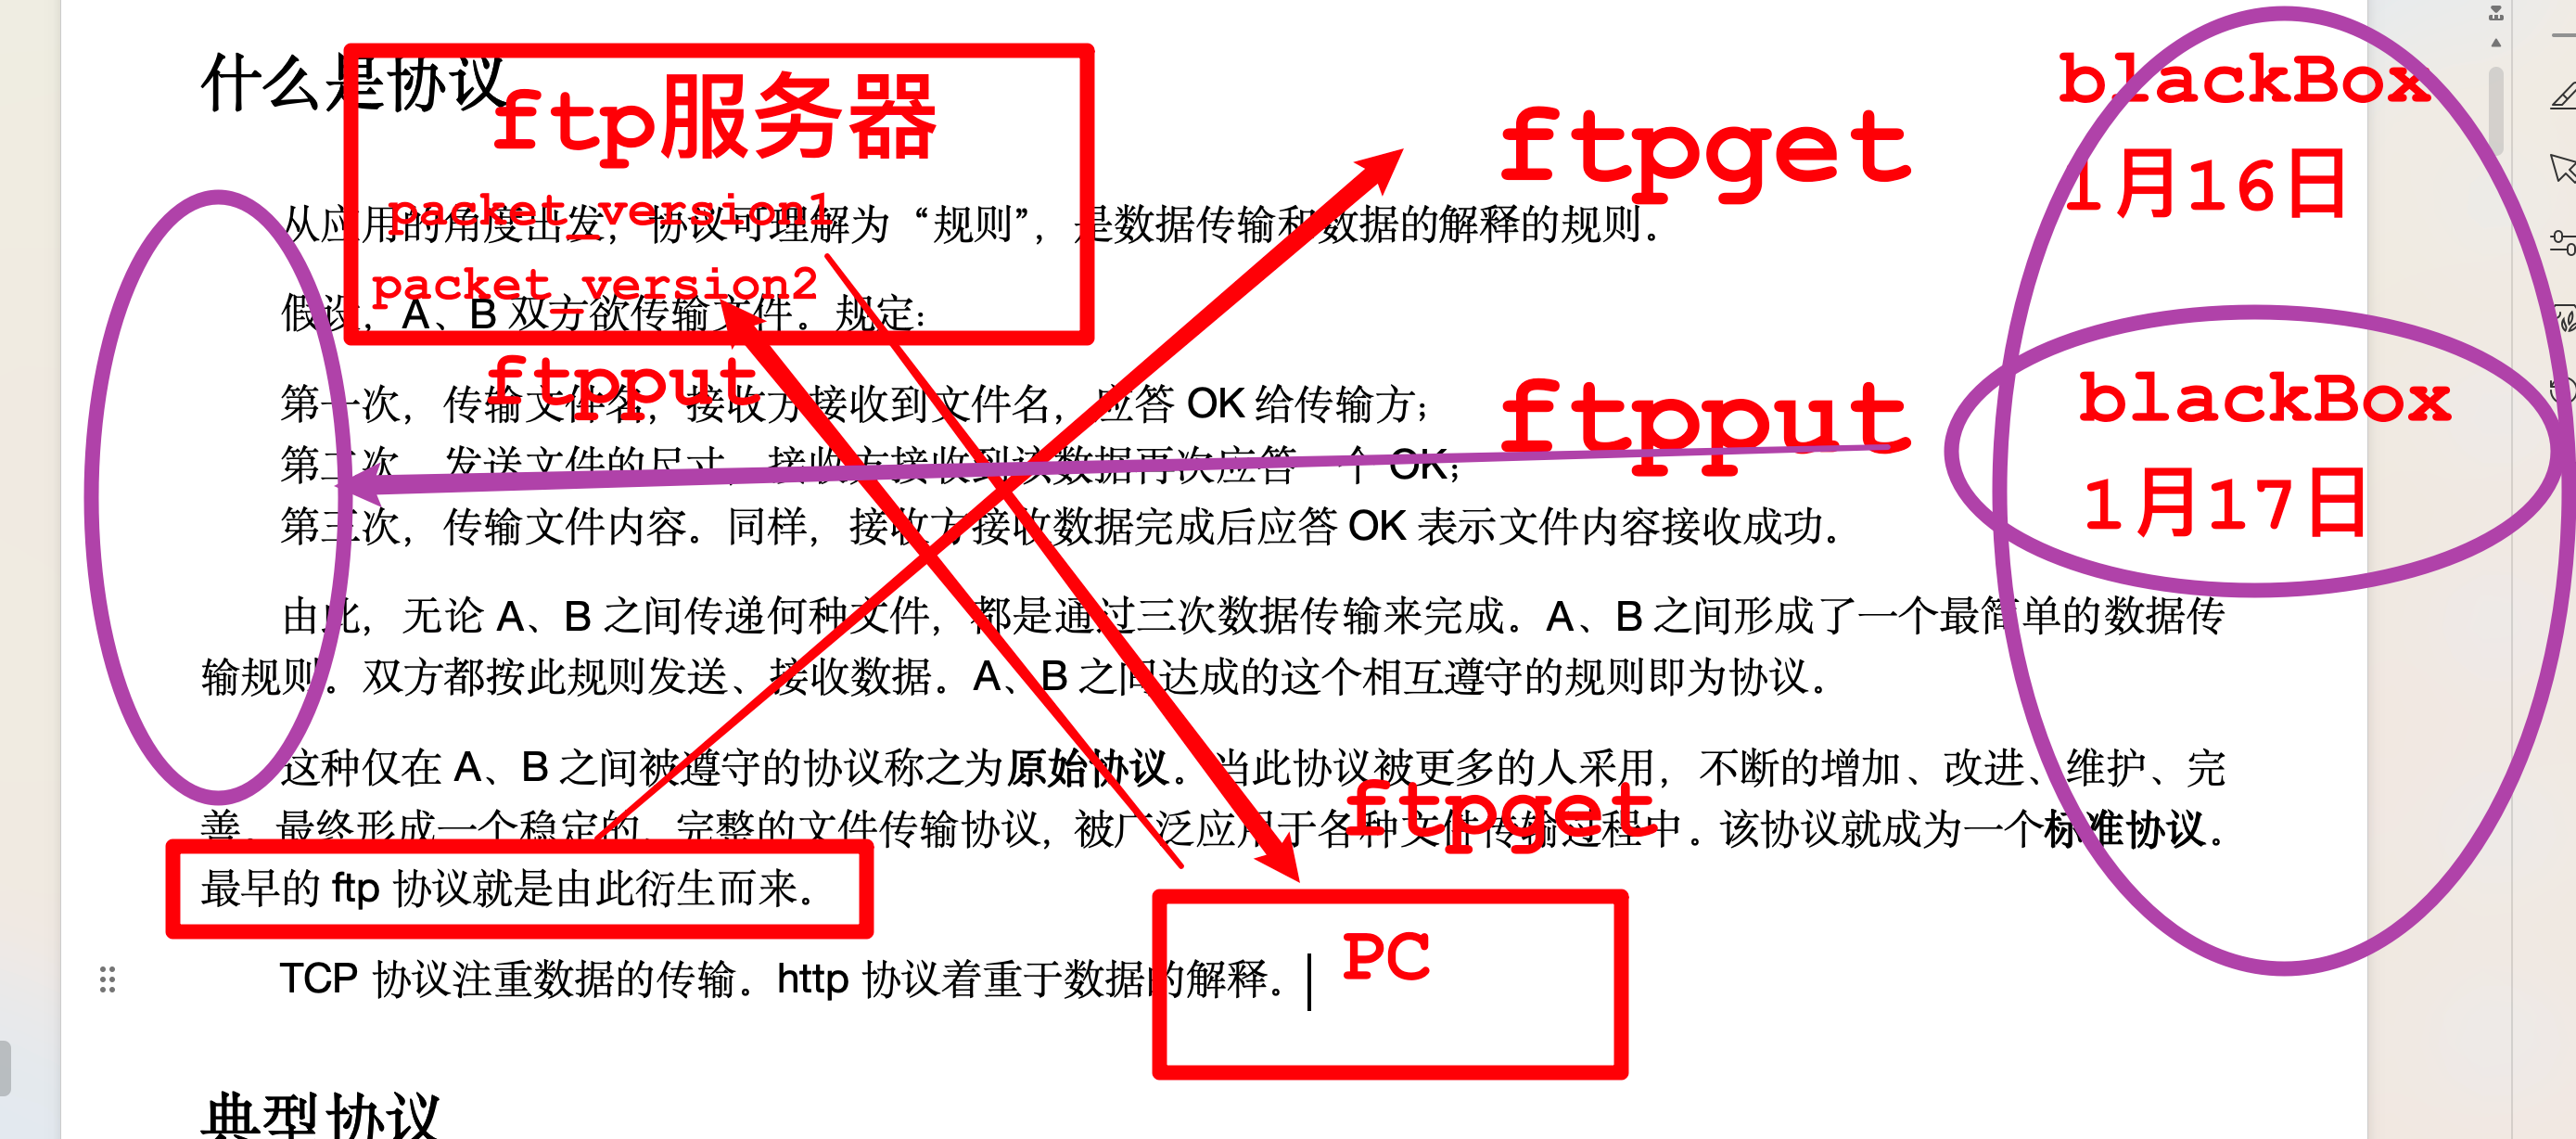 什么是协议
ftp服务器
packet_version1
packet_version2
ftpput
ftpget
ftpput
blackBox
1月16日
blackBox
1月17日
从应用的角度出发，协议可理解为“规则”，是数据传输和数据的解释的规则。
假设，A、B 双方欲传输文件。规定：
第一次，传输文件名，接收方接收到文件名，应答 OK 给传输方；
第二次，发送文件的尺寸，接收方接收到该数据再次应答一个 OK；
第三次，传输文件内容。同样，接收方接收数据完成后应答 OK 表示文件内容接收成功。
由此，无论 A、B 之间传递何种文件，都是通过三次数据传输来完成。A、B 之间形成了一个最简单的数据传
输规则。双方都按此规则发送、接收数据。A、B 之间达成的这个相互遵守的规则即为协议。
这种仅在 A、B 之间被遵守的协议称之为原始协议。当此协议被更多的人采用，不断的增加、改进、维护、完
善。最终形成一个稳定的、完整的文件传输协议，被广泛应用于各种文件传输过程中。该协议就成为一个标准协议。
最早的 ftp 协议就是由此衍生而来。
ftpget
PC
TCP 协议注重数据的传输。http 协议着重于数据的解释。
典型协议